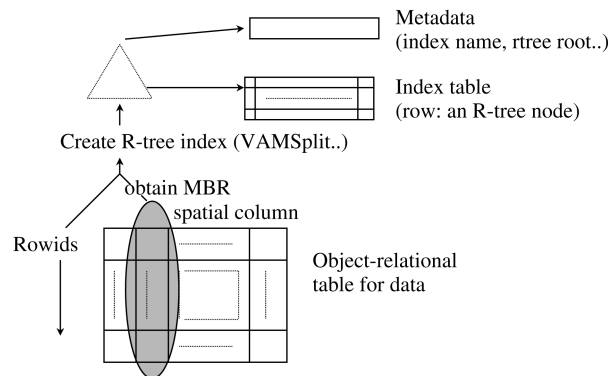 Metadata
(index name, rtree root..)
Index table
(row: an R-tree node)
Create R-tree index (VAMSplit..)
obtain MBR
spatial column
Rowids
Object-relational
table for data